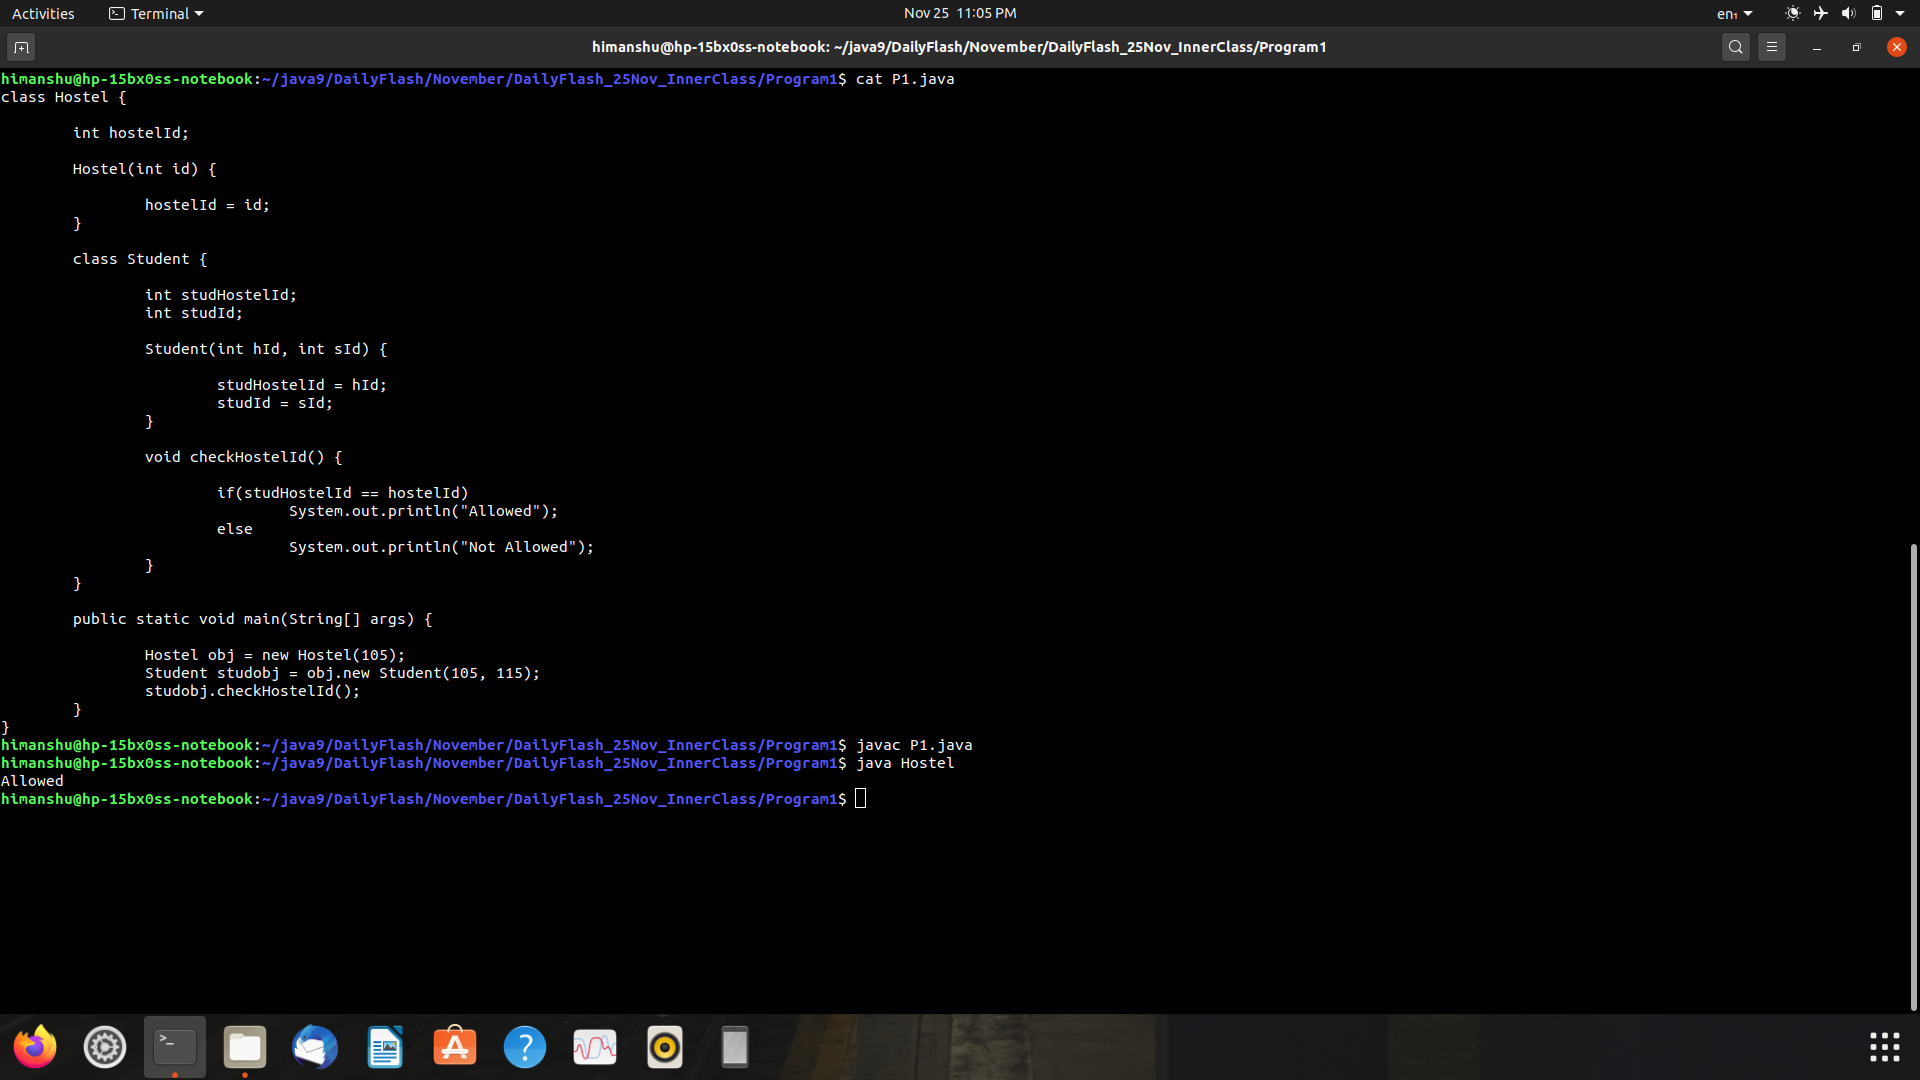 Activities Terminal Nov 25 11:05 PM en₁
himanshu@hp-15bx0ss-notebook: ~/java9/DailyFlash/November/DailyFlash_25Nov_InnerClass/Program1
himanshu@hp-15bx0ss-notebook:~/java9/DailyFlash/November/DailyFlash_25Nov_InnerClass/Program1$ cat P1.java
class Hostel {
int hostelId;
Hostel(int id) {
hostelId = id;
}
class Student {
int studHostelId;
int studId;
Student(int hId, int sId) {
studHostelId = hId;
studId = sId;
}
void checkHostelId() {
if(studHostelId == hostelId)
System.out.println("Allowed");
else
System.out.println("Not Allowed");
}
}
public static void main(String[] args) {
Hostel obj = new Hostel(105);
Student studobj = obj.new Student(105, 115);
studobj.checkHostelId();
}
}
himanshu@hp-15bx0ss-notebook:~/java9/DailyFlash/November/DailyFlash_25Nov_InnerClass/Program1$ javac P1.java
himanshu@hp-15bx0ss-notebook:~/java9/DailyFlash/November/DailyFlash_25Nov_InnerClass/Program1$ java Hostel
Allowed
himanshu@hp-15bx0ss-notebook:~/java9/DailyFlash/November/DailyFlash_25Nov_InnerClass/Program1$